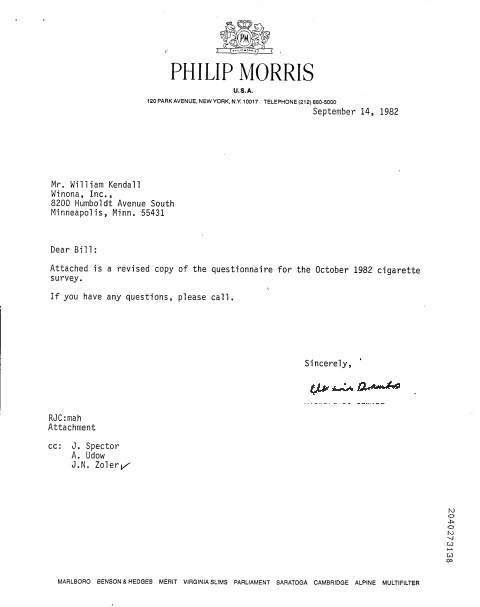 PM
PHILIP MORRIS
U.S.A.
120 PARK AVENUE, NEW YORK, N.Y. 10017 TELEPHONE (212) 880-5000
September 14, 1982
Mr. William Kendall
Winona, Inc.,
8200 Humboldt Avenue South
Minneapolis, Minn. 55431
Dear Bill:
Attached is a revised copy of the questionnaire for the October 1982 cigarette
survey.
If you have any questions, please call.
Sincerely,
RJC:mah
Attachment
cc: J. Spector
A. Udow
J.N. Zoler
2040273138
MARLBORO BENSON & HEDGES MERIT VIRGINIA SLIMS PARLIAMENT SARATOGA CAMBRIDGE ALPINE MULTIFILTER